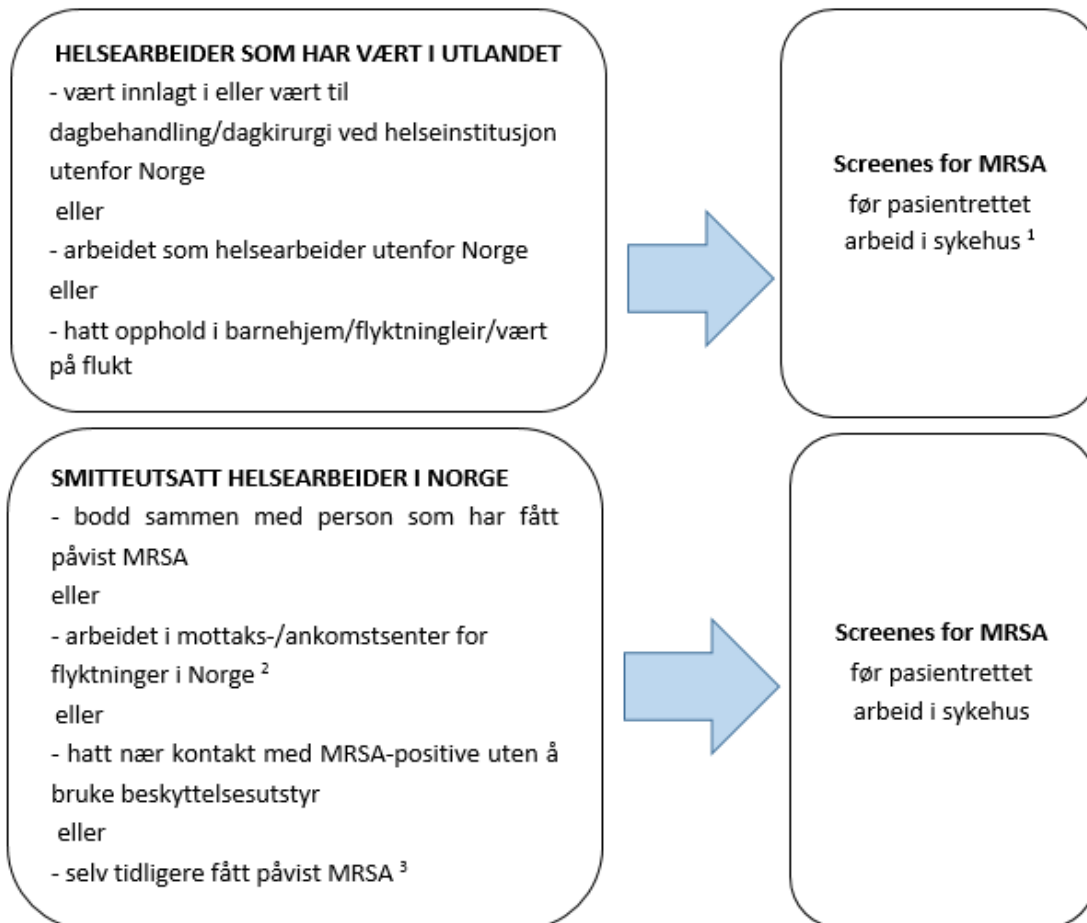 HELSEARBEIDER SOM HAR VÆRT I UTLANDET
- vært innlagt i eller vært til
dagbehandling/dagkirurgi ved helseinstitusjon
utenfor Norge
eller
- arbeidet som helsearbeider utenfor Norge
eller
- hatt opphold i barnehjem/flyktningleir/vært
på flukt
Screenes for MRSA
før pasientrettet
arbeid i sykehus ¹
SMITTEUTSATT HELSEARBEIDER I NORGE
- bodd sammen med person som har fått
påvist MRSA
eller
- arbeidet i mottaks-/ankomstsenter for
flyktninger i Norge ²
eller
- hatt nær kontakt med MRSA-positive uten å
bruke beskyttelsesutstyr
eller
- selv tidligere fått påvist MRSA ³
Screenes for MRSA
før pasientrettet
arbeid i sykehus